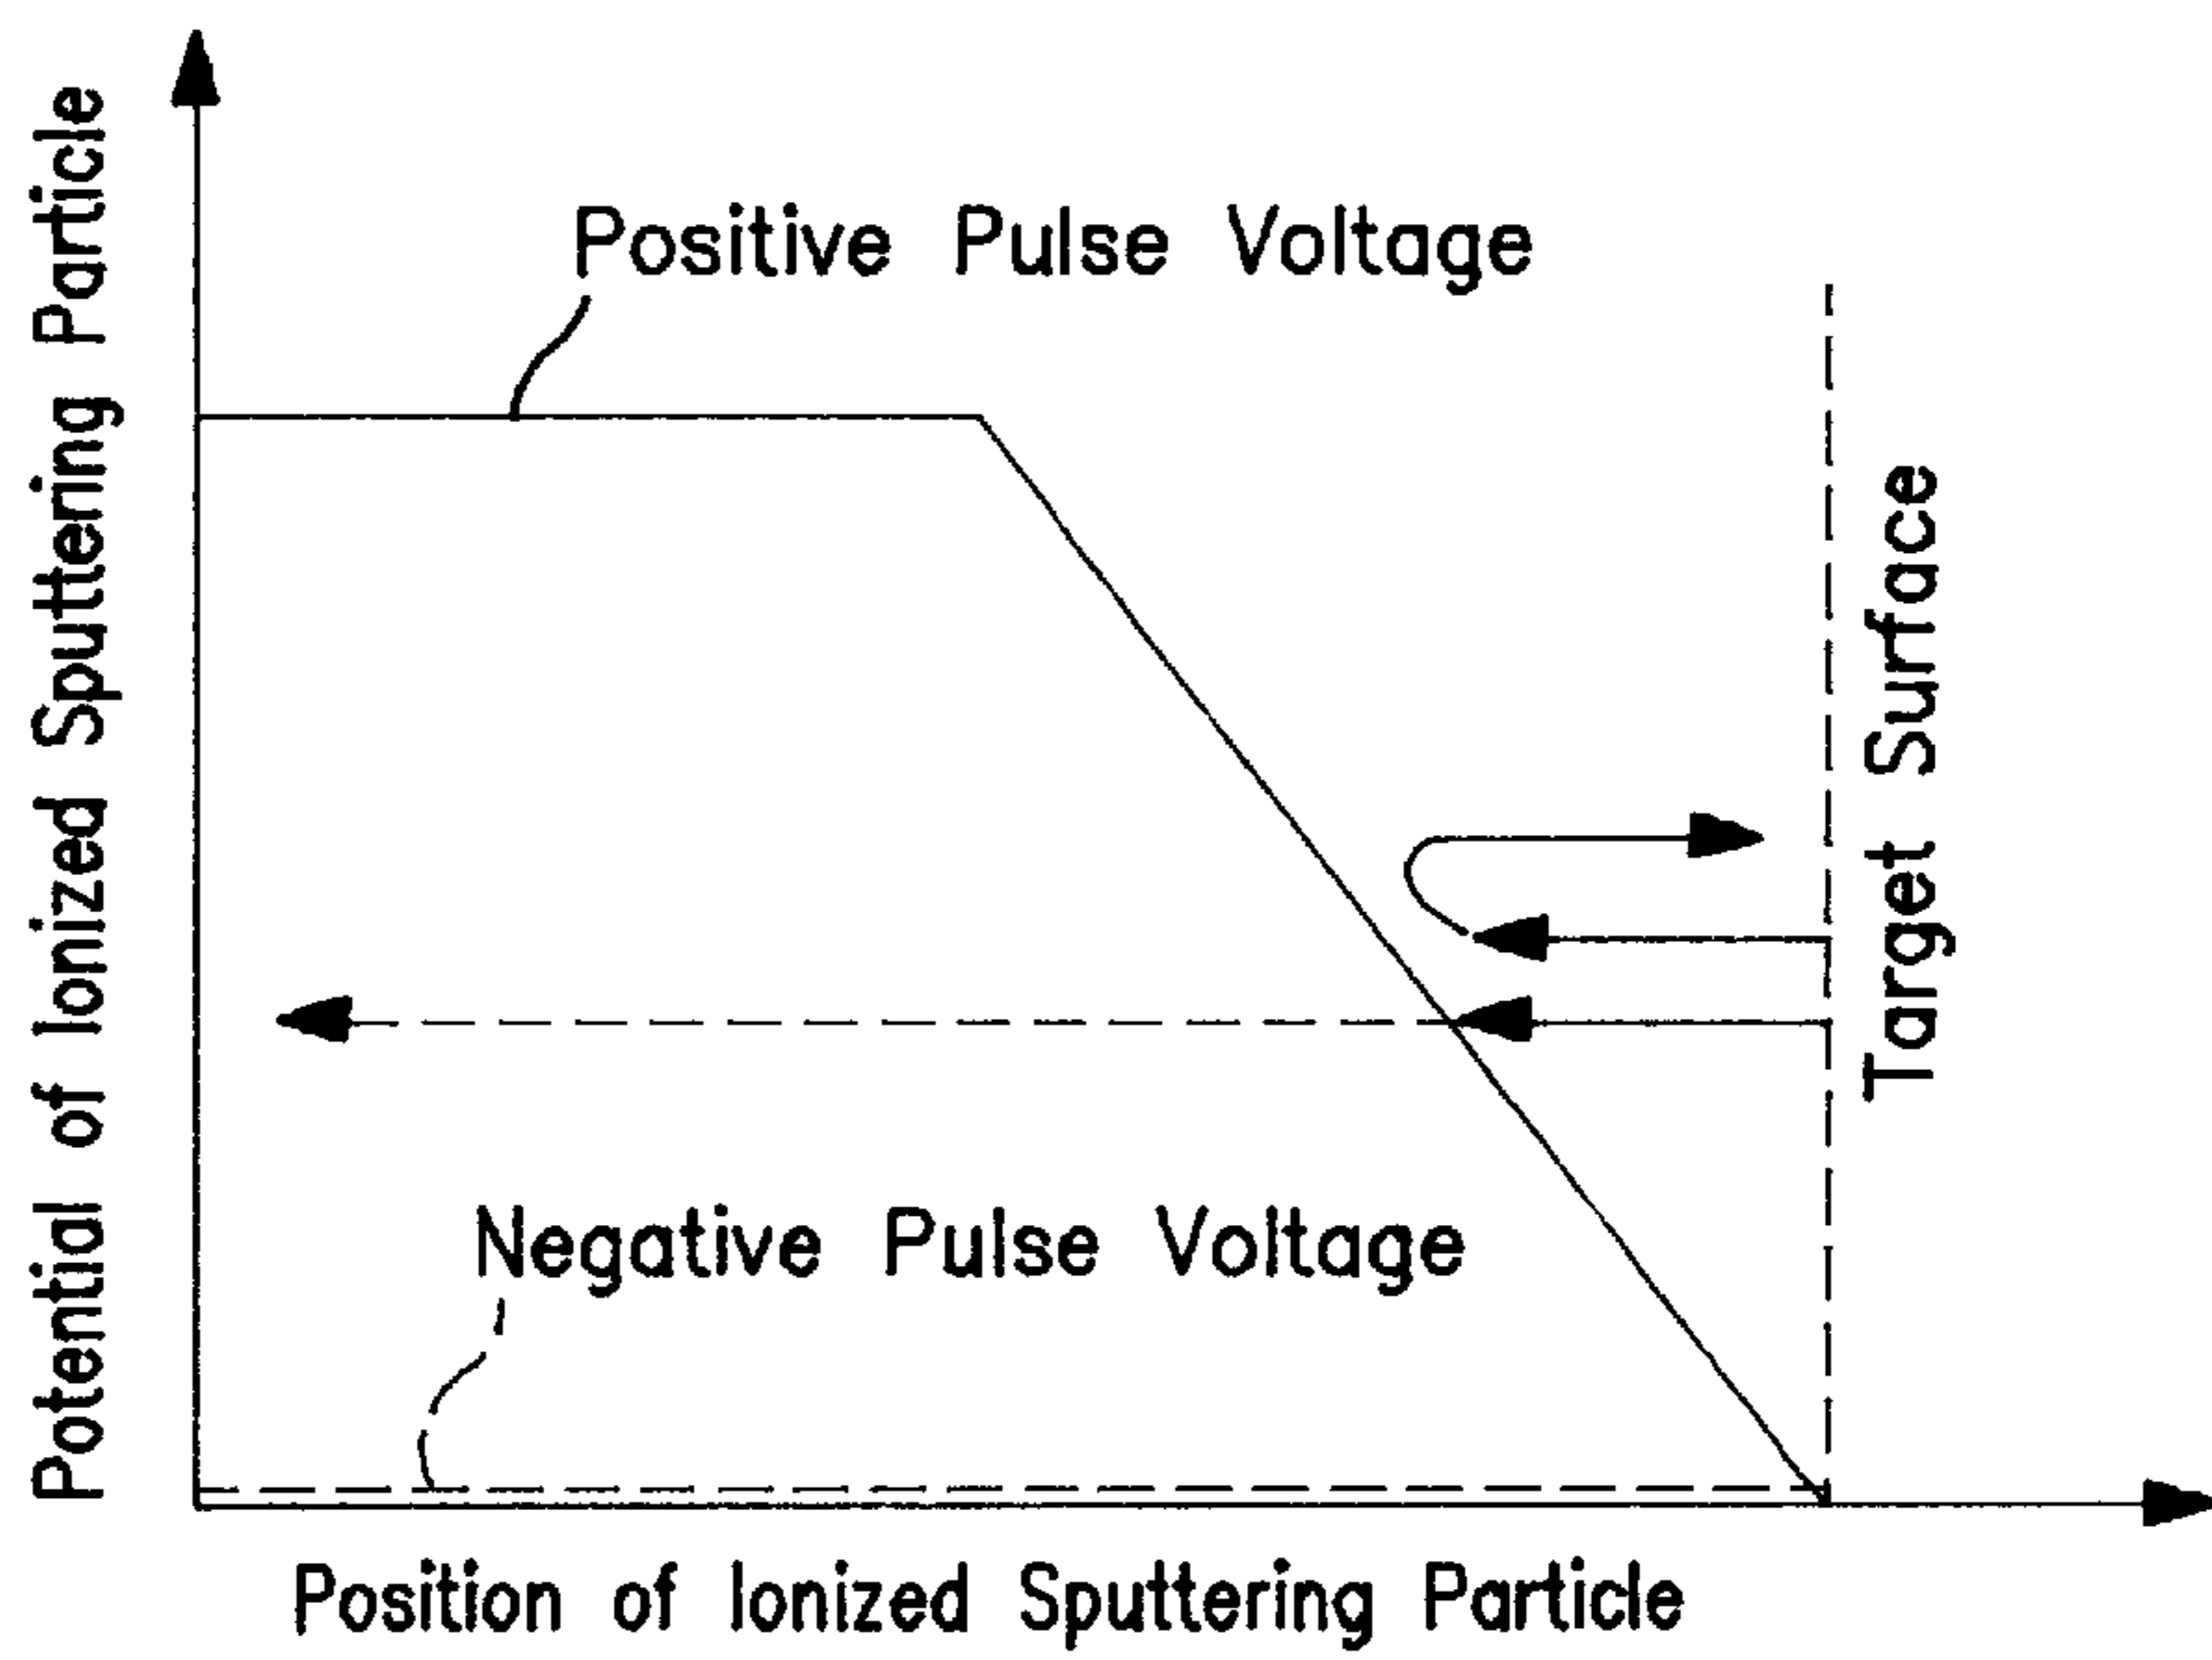 Potential of Ionized Sputtering Particle
Positive Pulse Voltage
Target Surface
Negative Pulse Voltage
Position of Ionized Sputtering Particle